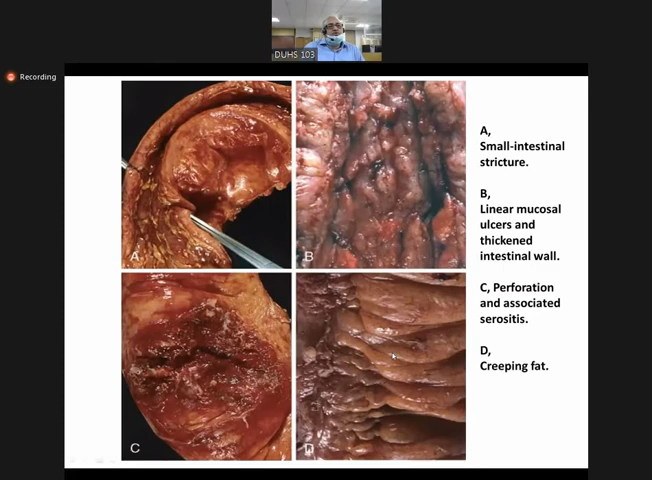 DUHS 103
Recording
A
B
C
D
A,
Small-intestinal
stricture.
B,
Linear mucosal
ulcers and
thickened
intestinal wall.
C, Perforation
and associated
serositis.
D,
Creeping fat.